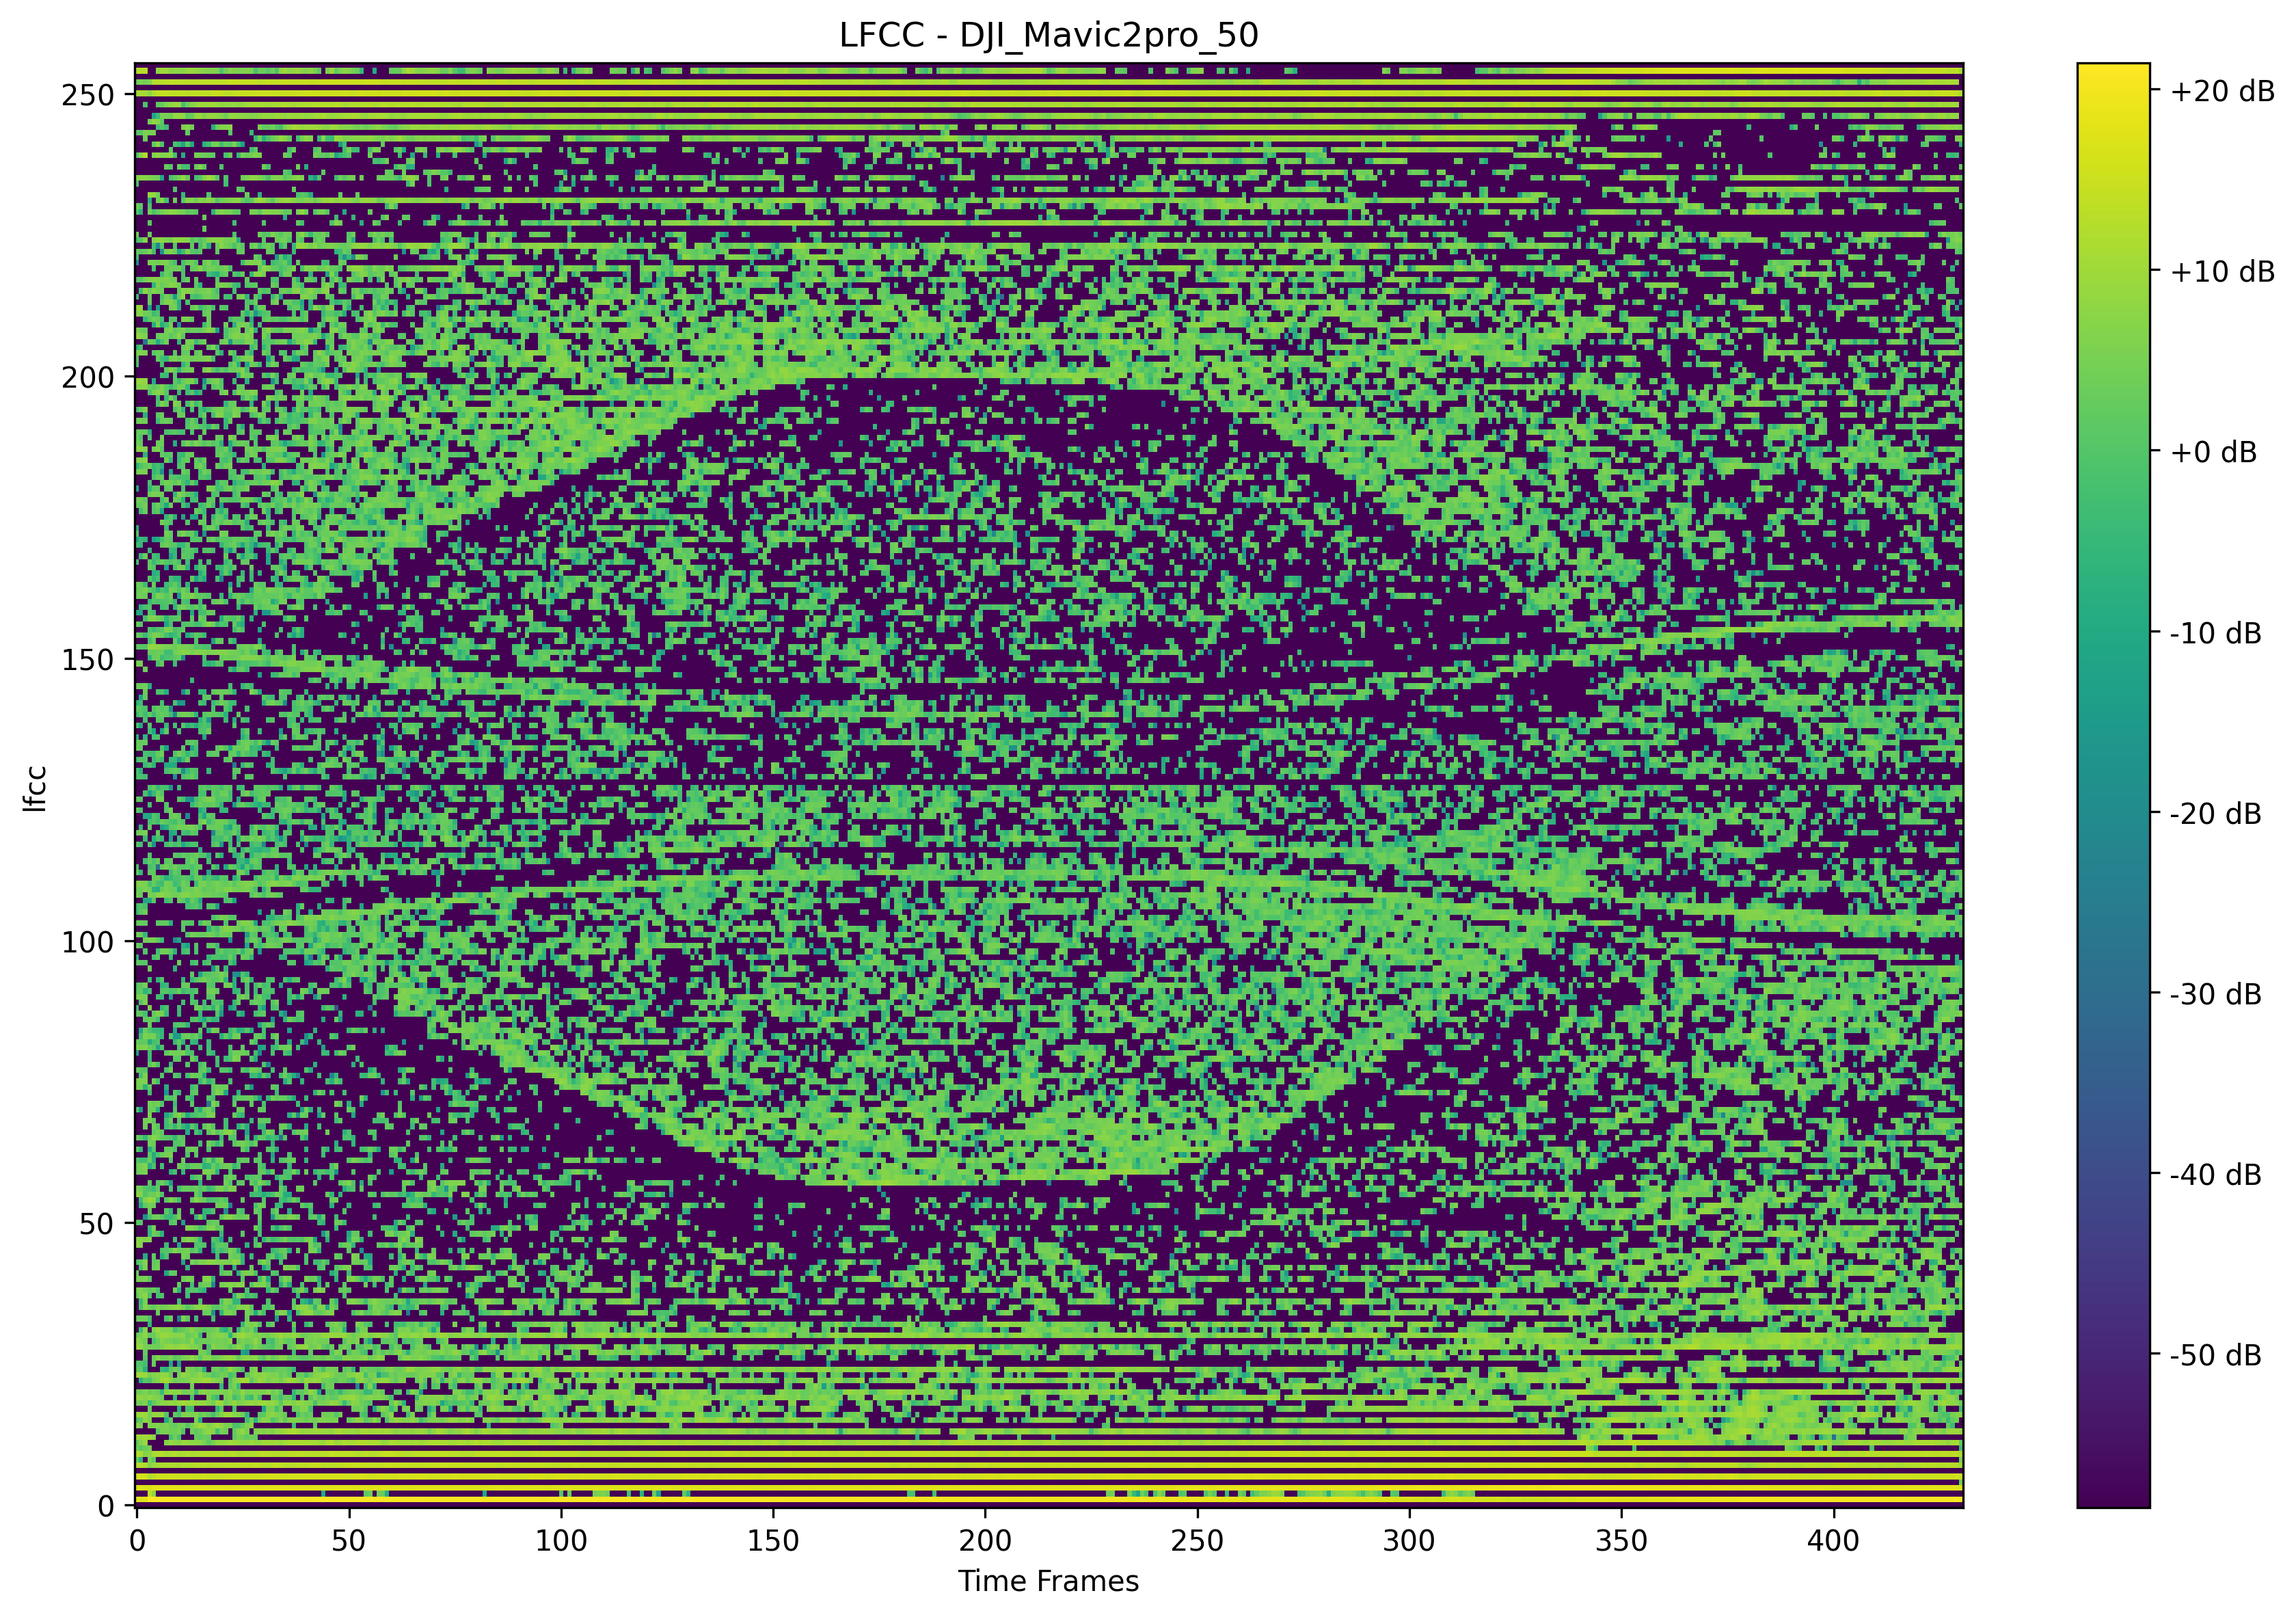 LFCC - DJI_Mavic2pro_50
250
200
150
100
50
0
lfcc
0 50 100 150 200 250 300 350 400
Time Frames
+20 dB
+10 dB
+0 dB
-10 dB
-20 dB
-30 dB
-40 dB
-50 dB